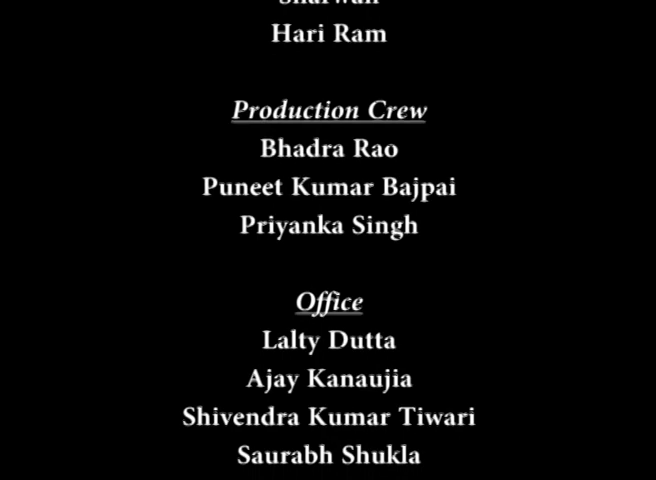 Hari Ram
Production Crew
Bhadra Rao
Puneet Kumar Bajpai
Priyanka Singh
Office
Lalty Dutta
Ajay Kanaujia
Shivendra Kumar Tiwari
Saurabh Shukla